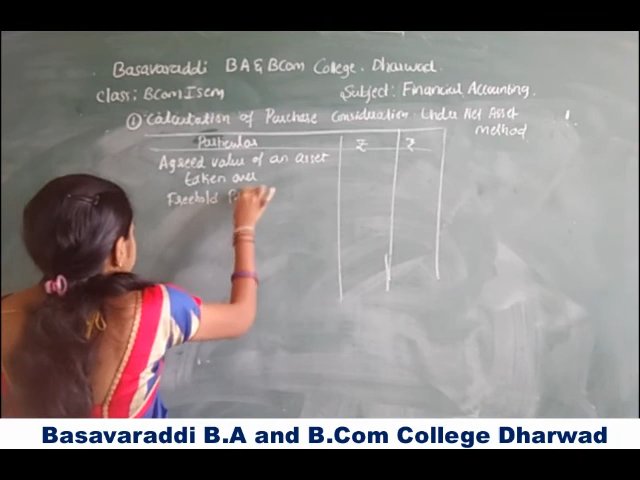 Basavaraddi BA & BCom College. Dharwad.
Class: BCom I Sem Subject: Financial Accounting.
① Calculation of Purchase Consideration. Under Net Asset method
Particular ₹ ₹
Agreed value of an asset
taken over
Freehold
Basavaraddi B.A and B.Com College Dharwad